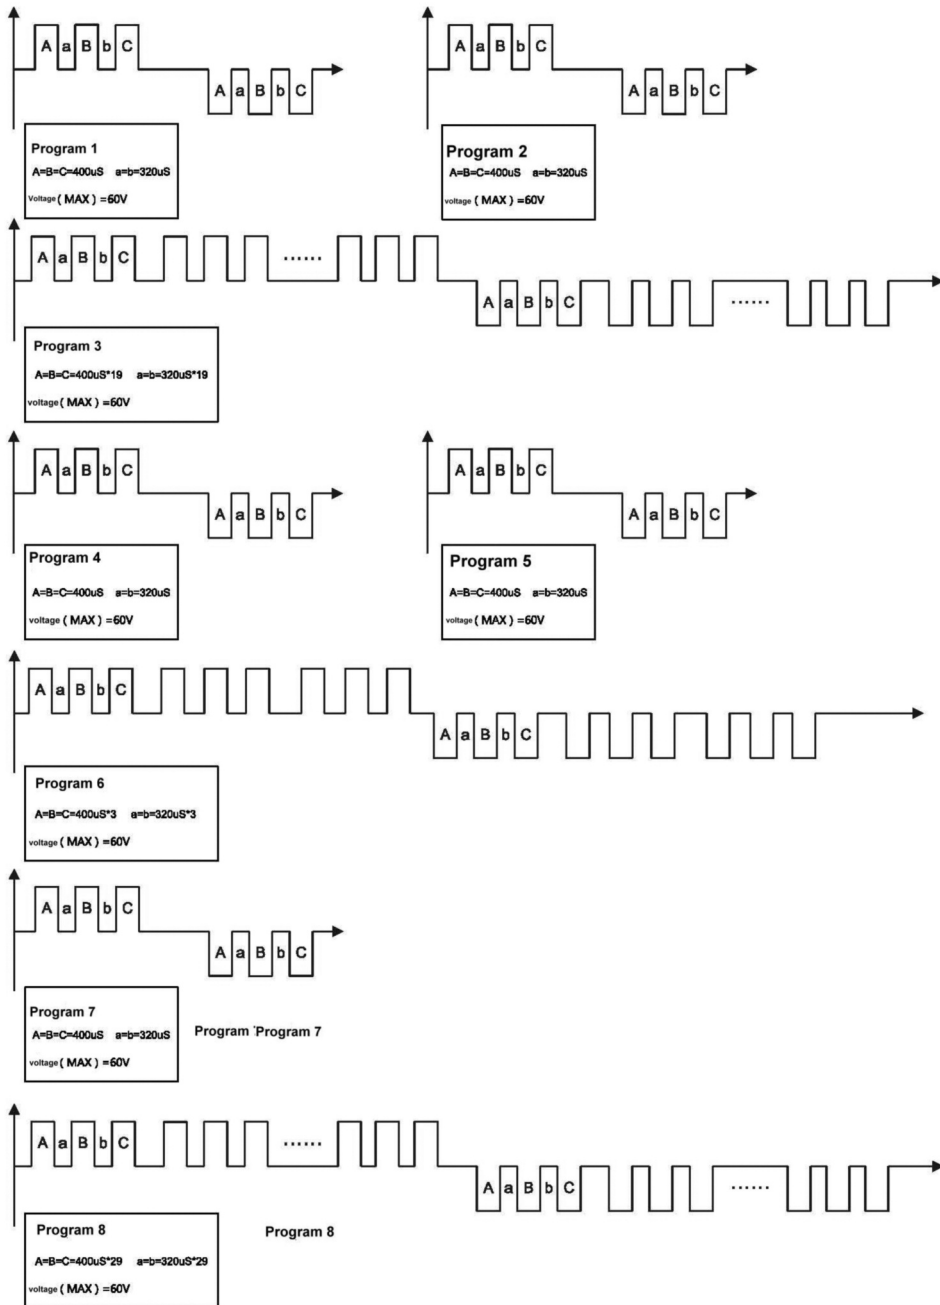 A a B b C
A a B b C
A a B b C
A a B b C
Program 1
A=B=C=400uS a=b=320uS
Voltage ( MAX ) =60V
Program 2
A=B=C=400uS a=b=320uS
voltage ( MAX ) =60V
A a B b C ......
A a B b C ......
Program 3
A=B=C=400uS*19 a=b=320uS*19
voltage ( MAX ) =60V
A a B b C
A a B b C
A a B b C
A a B b C
Program 4
A=B=C=400uS a=b=320uS
voltage ( MAX ) =60V
Program 5
A=B=C=400uS a=b=320uS
voltage ( MAX ) =60V
A a B b C
A a B b C
Program 6
A=B=C=400uS*3 a=b=320uS*3
voltage ( MAX ) =60V
A a B b C
A a B b C
Program 7
A=B=C=400uS a=b=320uS
voltage ( MAX ) =60V
Program Program 7
A a B b C ......
A a B b C ......
Program 8
A=B=C=400uS*29 a=b=320uS*29
voltage ( MAX ) =60V
Program 8